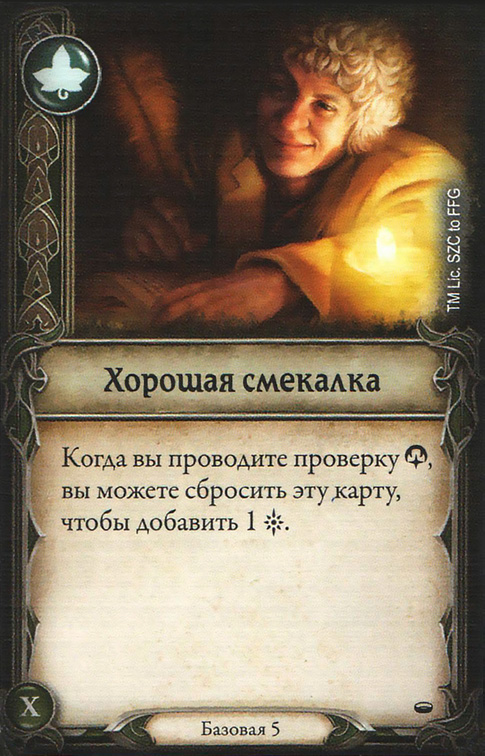 TM Lic. SZC to FFG
Хорошая смекалка
Когда вы проводите проверку ,
вы можете сбросить эту карту,
чтобы добавить 1 .
X
Базовая 5